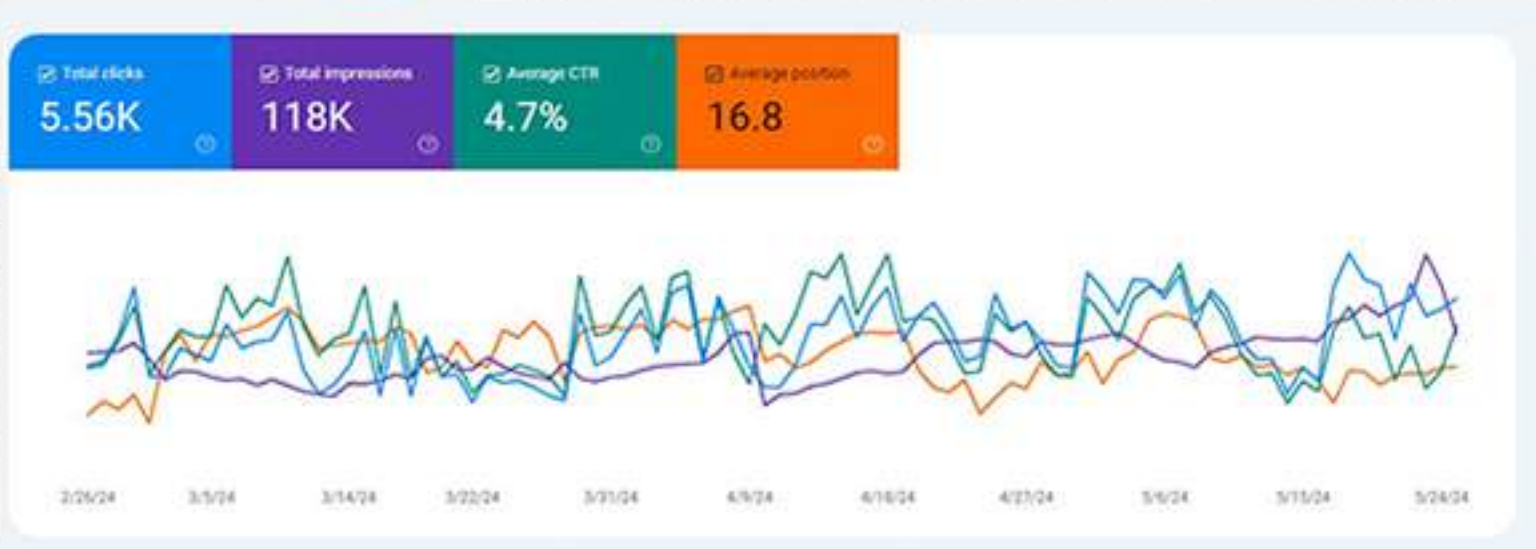 Total clicks
5.56K
Total impressions
118K
Average CTR
4.7%
Average position
16.8
2/26/24 3/5/24 3/14/24 3/22/24 3/31/24 4/9/24 4/18/24 4/27/24 5/6/24 5/15/24 5/24/24